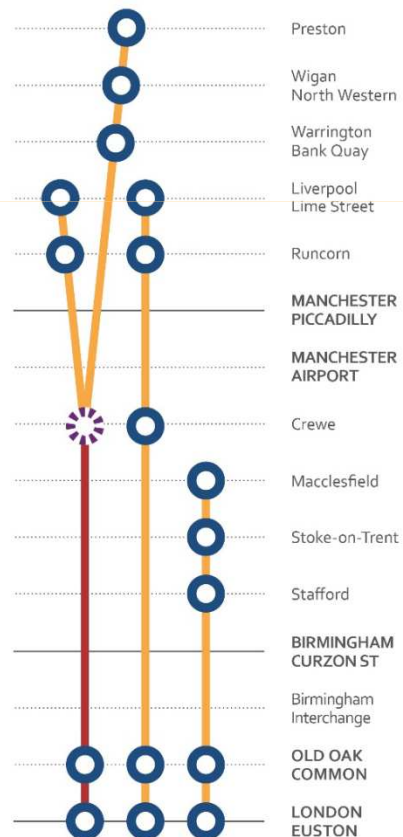 Preston
Wigan
North Western
Warrington
Bank Quay
Liverpool
Lime Street
Runcorn
MANCHESTER
PICCADILLY
MANCHESTER
AIRPORT
Crewe
Macclesfield
Stoke-on-Trent
Stafford
BIRMINGHAM
CURZON ST
Birmingham
Interchange
OLD OAK
COMMON
LONDON
EUSTON